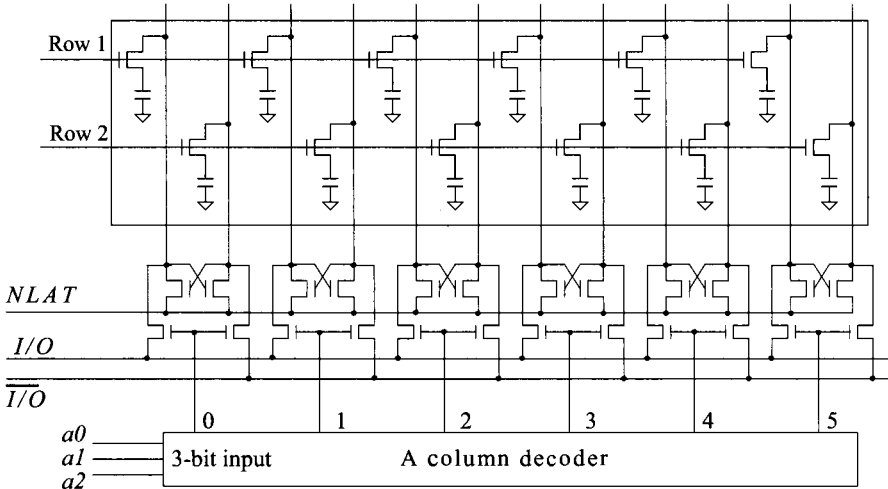 Row 1
Row 2
NLAT
I/O
I/O
0 1 2 3 4 5
a0
a1 3-bit input A column decoder
a2